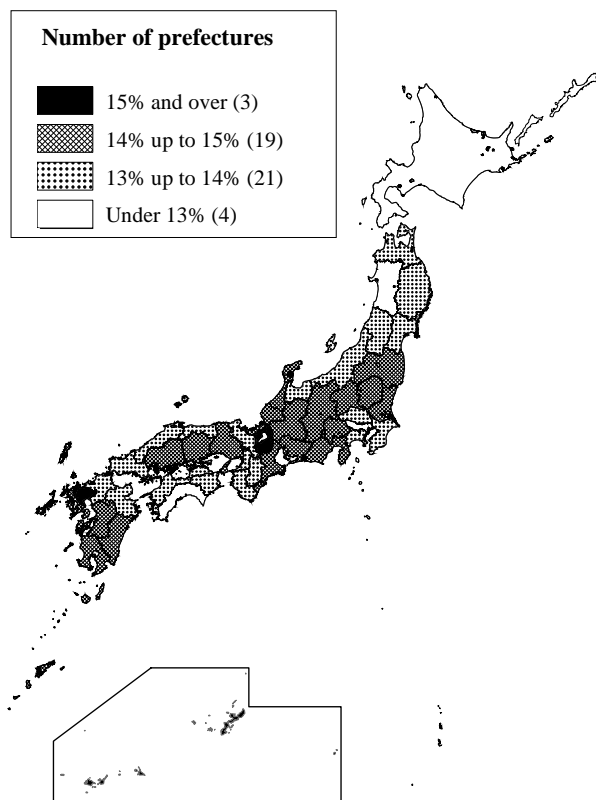 Number of prefectures
15% and over (3)
14% up to 15% (19)
13% up to 14% (21)
Under 13% (4)